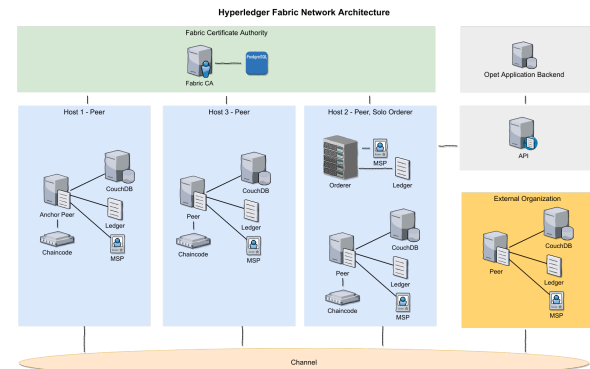 Hyperledger Fabric Network Architecture
Fabric Certificate Authority
PostgreSQL
Fabric CA
Opet Application Backend
Host 1 - Peer
Host 3 - Peer
Host 2 - Peer, Solo Orderer
API
CouchDB
Anchor Peer
Ledger
MSP
Chaincode
CouchDB
Peer
Ledger
MSP
Chaincode
MSP
Orderer
Ledger
CouchDB
Peer
Ledger
MSP
Chaincode
External Organization
CouchDB
Peer
Ledger
MSP
Channel